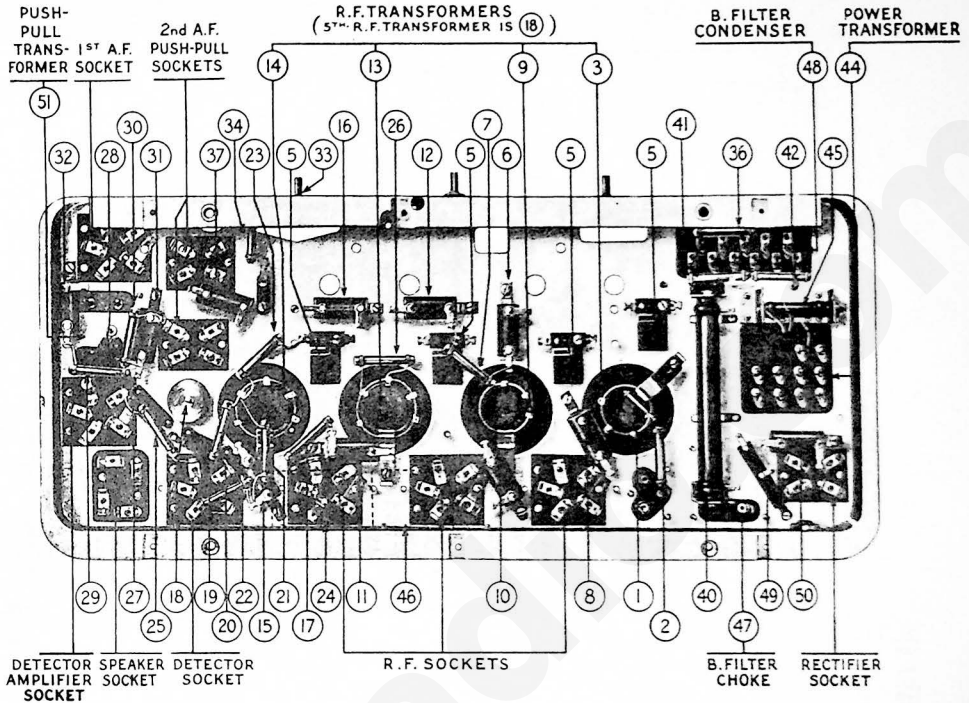 PUSH-
PULL
TRANS-
FORMER
1ST A.F.
SOCKET
2nd A.F.
PUSH-PULL
SOCKETS
R.F. TRANSFORMERS
(5TH. R.F. TRANSFORMER IS 18)
B. FILTER
CONDENSER
POWER
TRANSFORMER
51
14
13
9
3
48
44
32
28
30
31
37
34
23
5
16
33
26
12
7
5
6
5
5
41
36
42
45
29
27
25
18
19
20
22
15
21
17
24
11
46
10
8
1
2
40
47
49
50
DETECTOR
AMPLIFIER
SOCKET
SPEAKER
SOCKET
DETECTOR
SOCKET
R.F. SOCKETS
B. FILTER
CHOKE
RECTIFIER
SOCKET